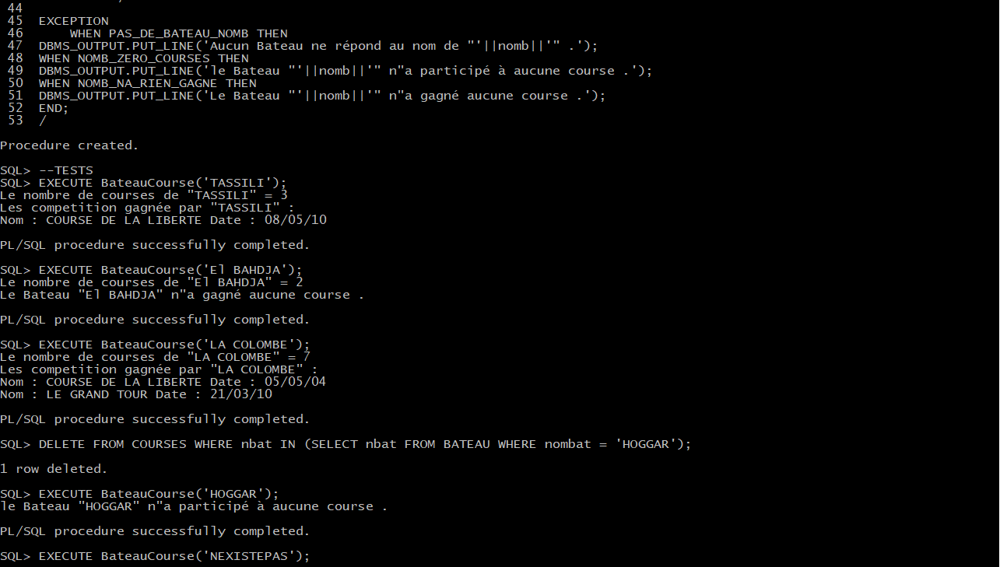 44
45  EXCEPTION
46      WHEN PAS_DE_BATEAU_NOMB THEN
47  DBMS_OUTPUT.PUT_LINE('Aucun Bateau ne répond au nom de "'||nomb||'" .');
48  WHEN NOMB_ZERO_COURSES THEN
49  DBMS_OUTPUT.PUT_LINE('le Bateau "'||nomb||'" n"a participé à aucune course .');
50  WHEN NOMB_NA_RIEN_GAGNE THEN
51  DBMS_OUTPUT.PUT_LINE('Le Bateau "'||nomb||'" n"a gagné aucune course .');
52  END;
53  /
Procedure created.
SQL> --TESTS
SQL> EXECUTE BateauCourse('TASSILI');
Le nombre de courses de "TASSILI" = 3
Les competition gagnée par "TASSILI" :
Nom : COURSE DE LA LIBERTE Date : 08/05/10
PL/SQL procedure successfully completed.
SQL> EXECUTE BateauCourse('El BAHDJA');
Le nombre de courses de "El BAHDJA" = 2
Le Bateau "El BAHDJA" n"a gagné aucune course .
PL/SQL procedure successfully completed.
SQL> EXECUTE BateauCourse('LA COLOMBE');
Le nombre de courses de "LA COLOMBE" = 7
Les competition gagnée par "LA COLOMBE" :
Nom : COURSE DE LA LIBERTE Date : 05/05/04
Nom : LE GRAND TOUR Date : 21/03/10
PL/SQL procedure successfully completed.
SQL> DELETE FROM COURSES WHERE nbat IN (SELECT nbat FROM BATEAU WHERE nombat = 'HOGGAR');
1 row deleted.
SQL> EXECUTE BateauCourse('HOGGAR');
le Bateau "HOGGAR" n"a participé à aucune course .
PL/SQL procedure successfully completed.
SQL> EXECUTE BateauCourse('NEXISTEPAS');